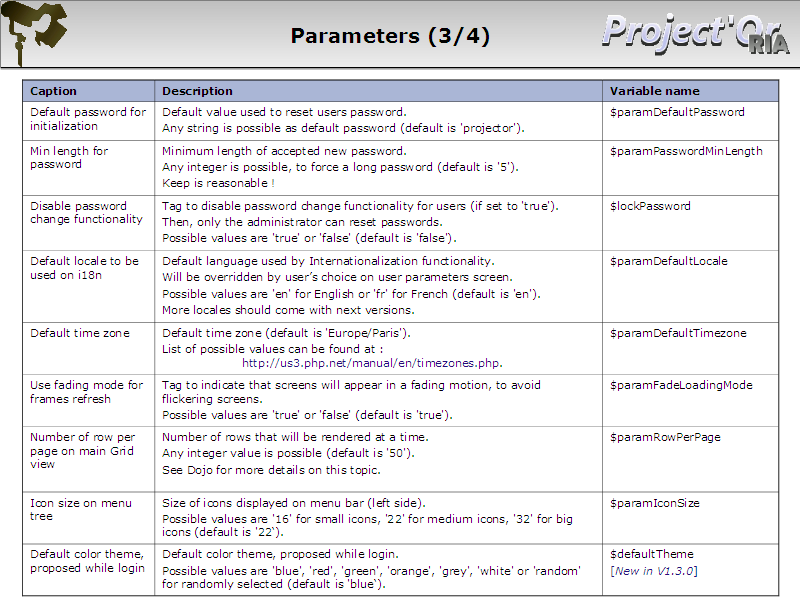 Parameters (3/4)
Project'Or
RIA
Caption Description Variable name
Default password for Default value used to reset users password. $paramDefaultPassword
initialization Any string is possible as default password (default is 'projector').
Min length for Minimum length of accepted new password. $paramPasswordMinLength
password Any integer is possible, to force a long password (default is '5').
Keep is reasonable !
Disable password Tag to disable password change functionality for users (if set to 'true'). $lockPassword
change functionality Then, only the administrator can reset passwords.
Possible values are 'true' or 'false' (default is 'false').
Default locale to be Default language used by Internationalization functionality. $paramDefaultLocale
used on i18n Will be overridden by user’s choice on user parameters screen.
Possible values are 'en' for English or 'fr' for French (default is 'en').
More locales should come with next versions.
Default time zone Default time zone (default is 'Europe/Paris'). $paramDefaultTimezone
List of possible values can be found at :
http://us3.php.net/manual/en/timezones.php.
Use fading mode for Tag to indicate that screens will appear in a fading motion, to avoid $paramFadeLoadingMode
frames refresh flickering screens.
Possible values are 'true' or 'false' (default is 'true').
Number of row per Number of rows that will be rendered at a time. $paramRowPerPage
page on main Grid Any integer value is possible (default is '50').
view See Dojo for more details on this topic.
Icon size on menu Size of icons displayed on menu bar (left side). $paramIconSize
tree Possible values are '16' for small icons, '22' for medium icons, '32' for big
icons (default is '22‘).
Default color theme, Default color theme, proposed while login. $defaultTheme
proposed while login Possible values are 'blue', 'red', 'green', 'orange', 'grey', 'white' or 'random' [New in V1.3.0]
for randomly selected (default is 'blue‘).